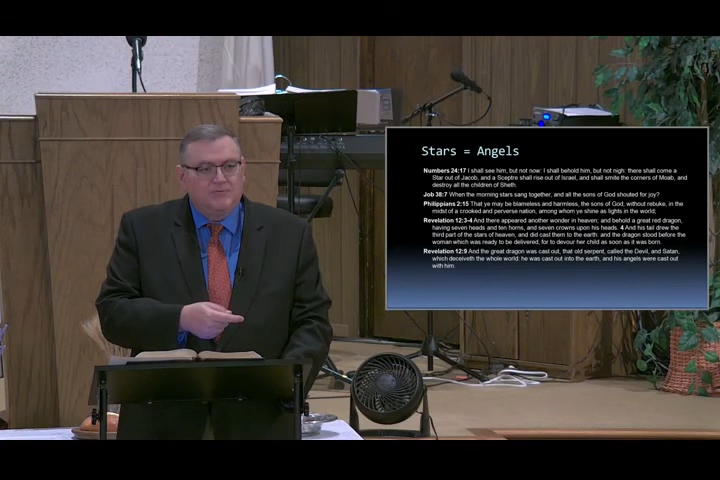 Stars = Angels
Numbers 24:17 I shall see him, but not now: I shall behold him, but not nigh: there shall come a
Star out of Jacob, and a Sceptre shall rise out of Israel, and shall smite the corners of Moab, and
destroy all the children of Sheth.
Job 38:7 When the morning stars sang together, and all the sons of God shouted for joy?
Philippians 2:15 That ye may be blameless and harmless, the sons of God, without rebuke, in the
midst of a crooked and perverse nation, among whom ye shine as lights in the world;
Revelation 12:3-4 And there appeared another wonder in heaven; and behold a great red dragon,
having seven heads and ten horns, and seven crowns upon his heads. 4 And his tail drew the
third part of the stars of heaven, and did cast them to the earth: and the dragon stood before the
woman which was ready to be delivered, for to devour her child as soon as it was born.
Revelation 12:9 And the great dragon was cast out, that old serpent, called the Devil, and Satan,
which deceiveth the whole world: he was cast out into the earth, and his angels were cast out
with him.